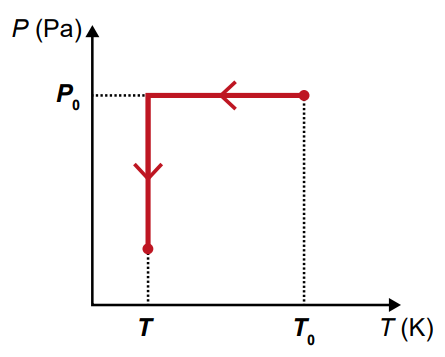 P (Pa)
P₀
T
T₀
T (K)